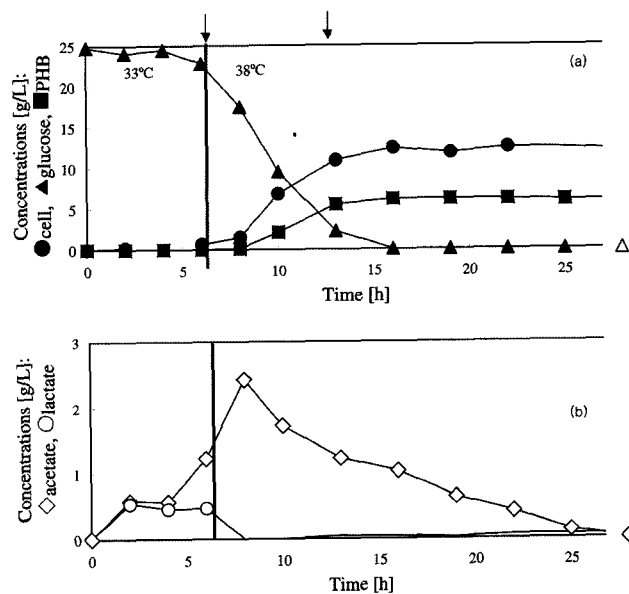 Concentrations [g/L]:
●cell, ▲glucose, ■PHB
25
20
15
10
5
0
33°C
38°C
(a)
0
5
10
15
20
25
Δ
Time [h]
Concentrations [g/L]:
◇acetate, ○lactate
3
2
1
0
(b)
0
5
10
15
20
25
Time [h]